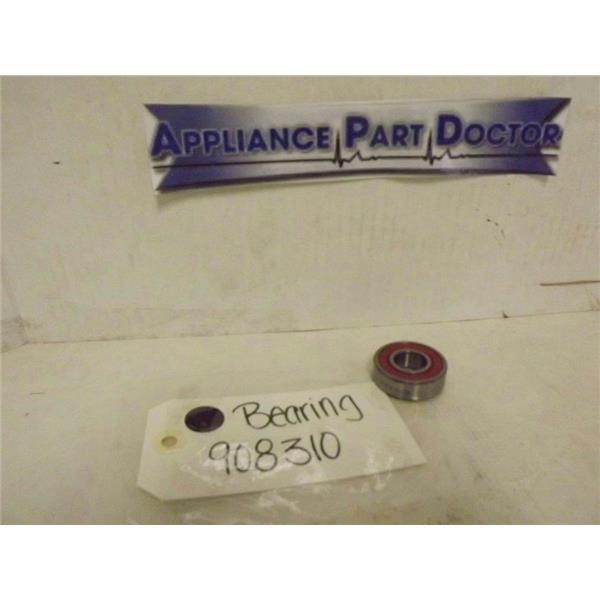 APPLIANCE PART DOCTOR
Bearing
908310